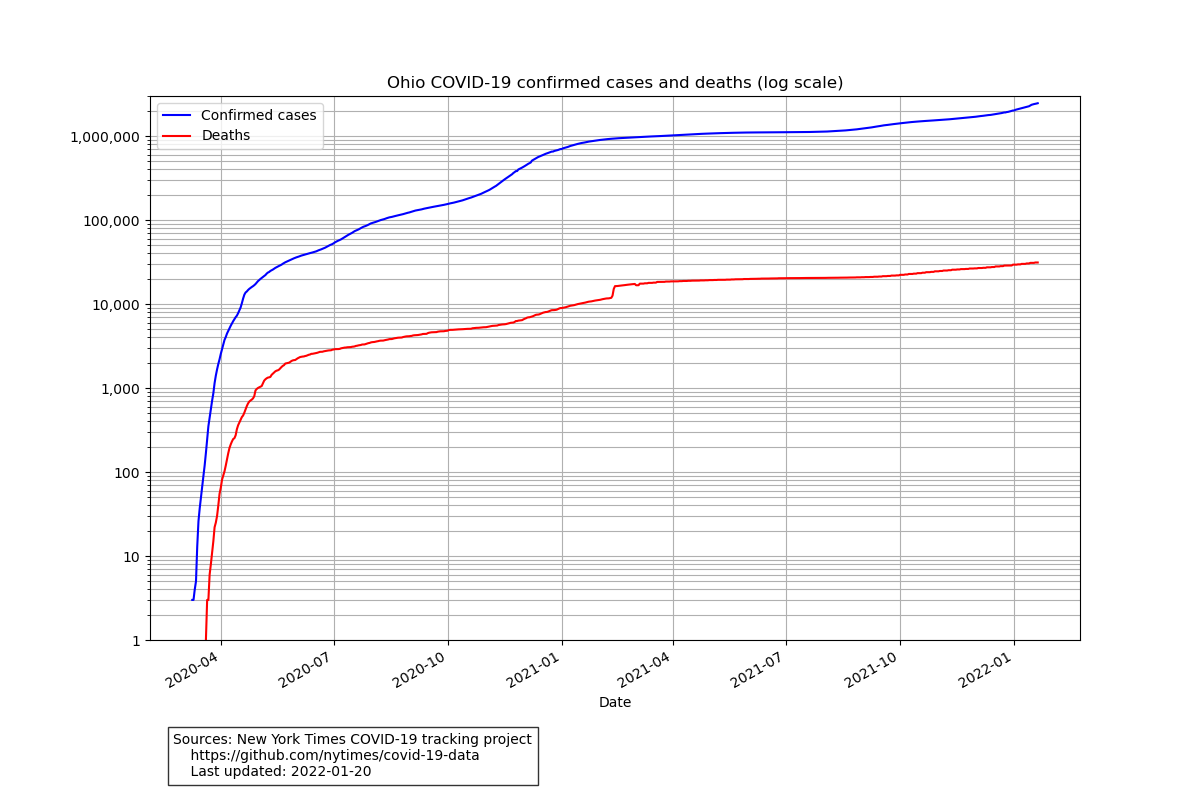 Ohio COVID-19 confirmed cases and deaths (log scale)
Confirmed cases
Deaths
1,000,000
100,000
10,000
1,000
100
10
1
2020-04
2020-07
2020-10
2021-01
2021-04
2021-07
2021-10
2022-01
Date
Sources: New York Times COVID-19 tracking project
https://github.com/nytimes/covid-19-data
Last updated: 2022-01-20